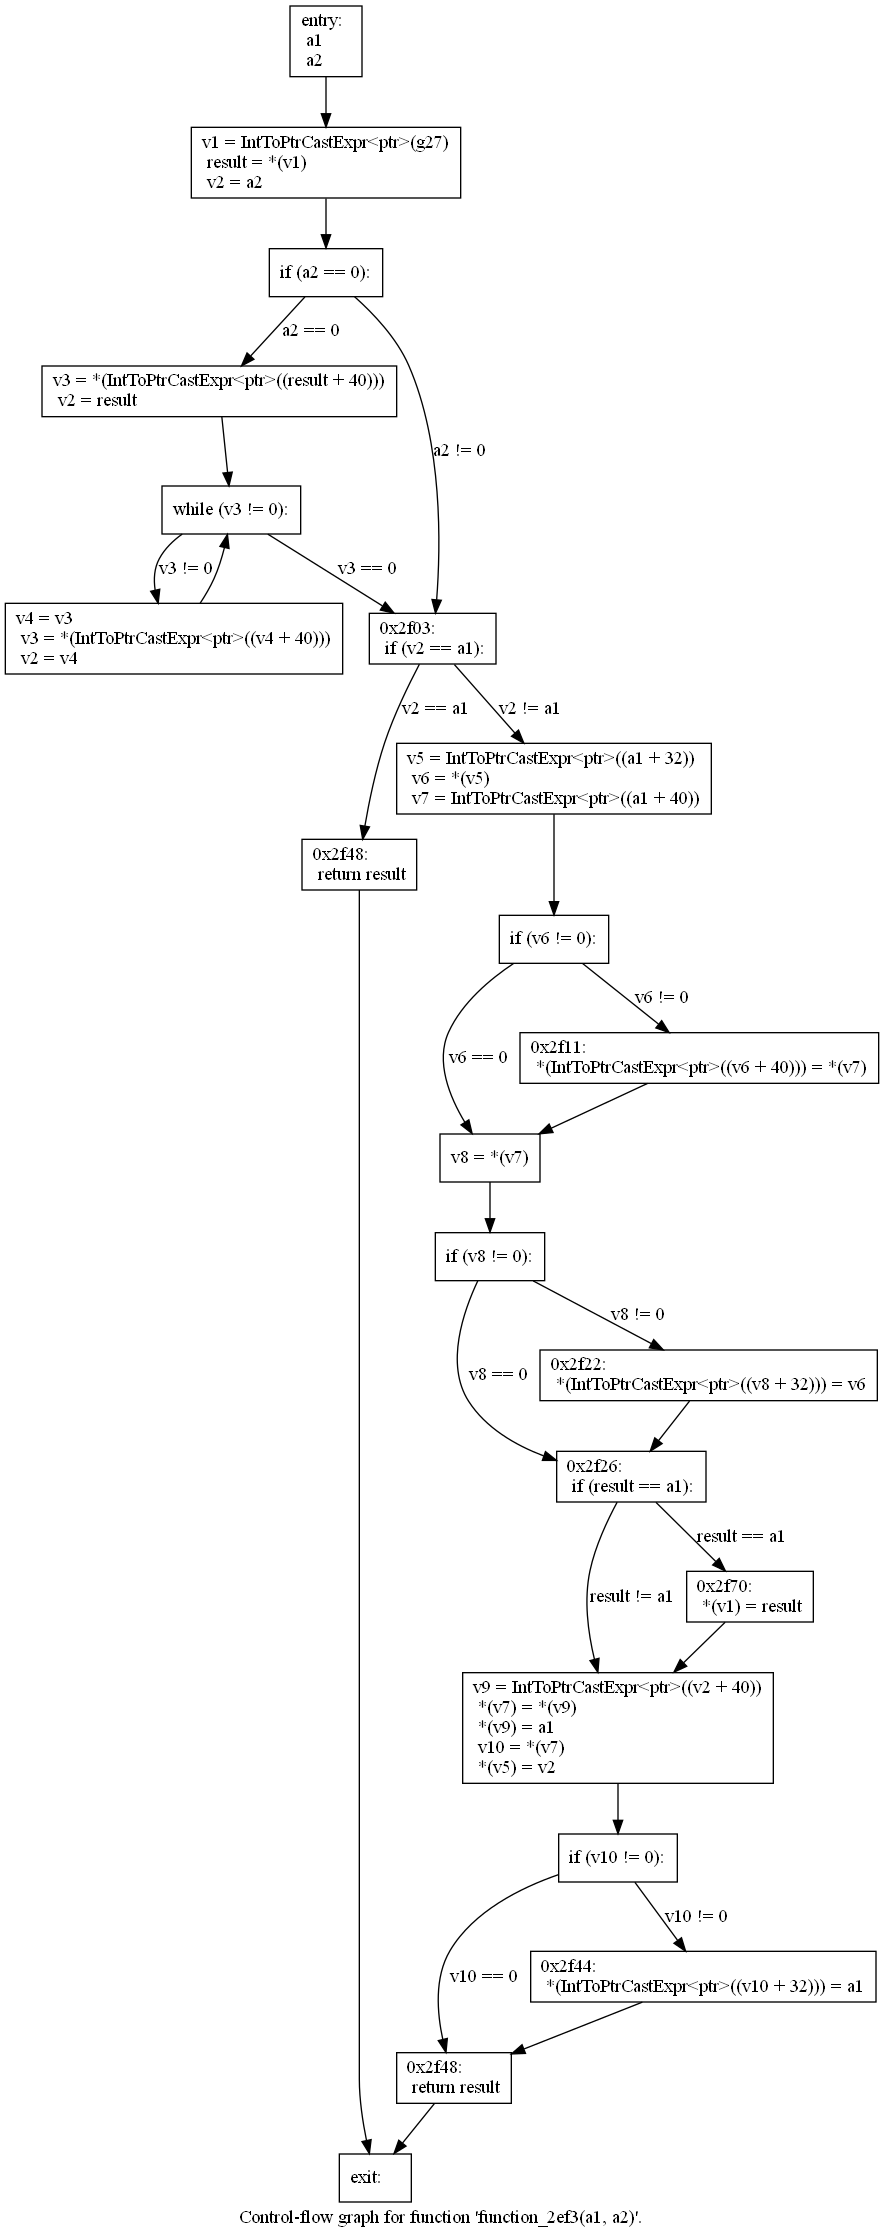 entry:
a1
a2
v1 = IntToPtrCastExpr<ptr>(g27)
result = *(v1)
v2 = a2
if (a2 == 0):
a2 == 0
v3 = *(IntToPtrCastExpr<ptr>((result + 40)))
v2 = result
a2 != 0
while (v3 != 0):
v3 != 0
v3 == 0
v4 = v3
v3 = *(IntToPtrCastExpr<ptr>((v4 + 40)))
v2 = v4
0x2f03:
if (v2 == a1):
v2 == a1
v2 != a1
v5 = IntToPtrCastExpr<ptr>((a1 + 32))
v6 = *(v5)
v7 = IntToPtrCastExpr<ptr>((a1 + 40))
0x2f48:
return result
if (v6 != 0):
v6 != 0
v6 == 0
0x2f11:
*(IntToPtrCastExpr<ptr>((v6 + 40))) = *(v7)
v8 = *(v7)
if (v8 != 0):
v8 != 0
v8 == 0
0x2f22:
*(IntToPtrCastExpr<ptr>((v8 + 32))) = v6
0x2f26:
if (result == a1):
result == a1
result != a1
0x2f70:
*(v1) = result
v9 = IntToPtrCastExpr<ptr>((v2 + 40))
*(v7) = *(v9)
*(v9) = a1
v10 = *(v7)
*(v5) = v2
if (v10 != 0):
v10 != 0
v10 == 0
0x2f44:
*(IntToPtrCastExpr<ptr>((v10 + 32))) = a1
0x2f48:
return result
exit:
Control-flow graph for function 'function_2ef3(a1, a2)'.